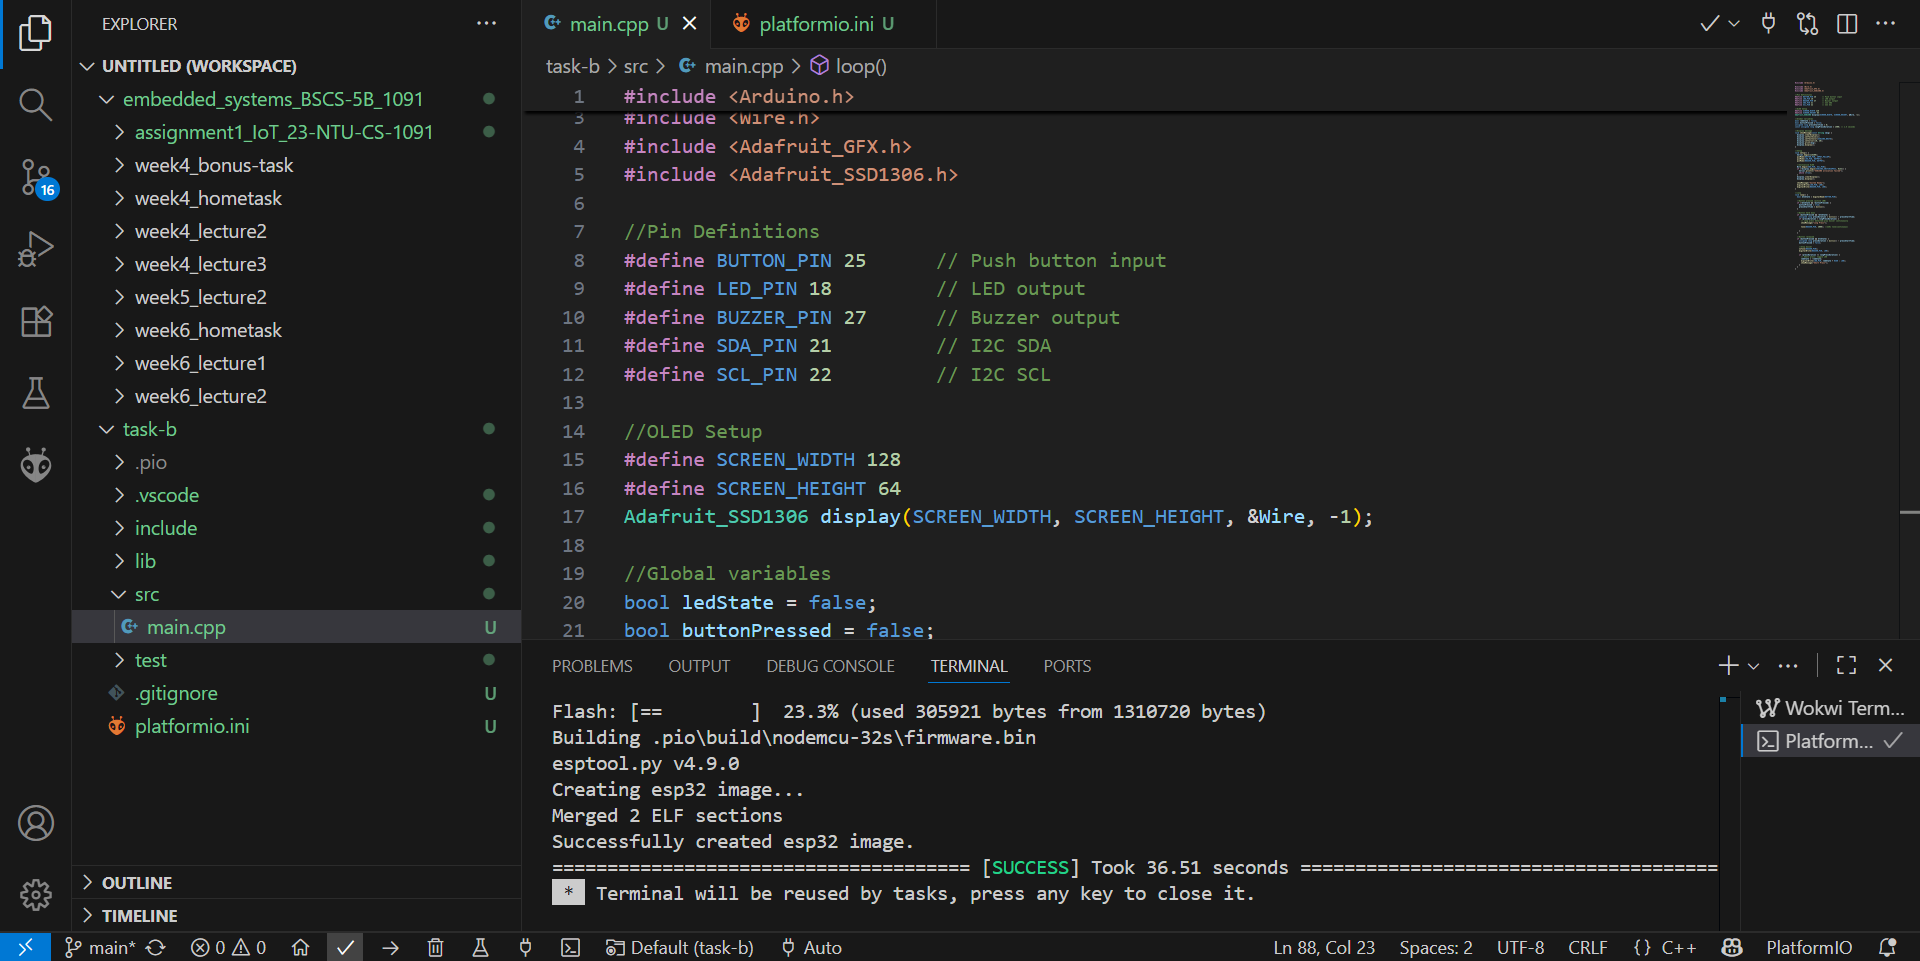 EXPLORER
UNTITLED (WORKSPACE)
embedded_systems_BSCS-5B_1091
assignment1_IoT_23-NTU-CS-1091
week4_bonus-task
week4_hometask
week4_lecture2
week4_lecture3
week5_lecture2
week6_hometask
week6_lecture1
week6_lecture2
task-b
.pio
.vscode
include
lib
src
main.cpp U
test
.gitignore U
platformio.ini U
OUTLINE
TIMELINE
16
main.cpp U
platformio.ini U
task-b > src > main.cpp > loop()
1 #include <Arduino.h>
3 #include <Wire.h>
4 #include <Adafruit_GFX.h>
5 #include <Adafruit_SSD1306.h>
6
7 //Pin Definitions
8 #define BUTTON_PIN 25 // Push button input
9 #define LED_PIN 18 // LED output
10 #define BUZZER_PIN 27 // Buzzer output
11 #define SDA_PIN 21 // I2C SDA
12 #define SCL_PIN 22 // I2C SCL
13
14 //OLED Setup
15 #define SCREEN_WIDTH 128
16 #define SCREEN_HEIGHT 64
17 Adafruit_SSD1306 display(SCREEN_WIDTH, SCREEN_HEIGHT, &Wire, -1);
18
19 //Global variables
20 bool ledState = false;
21 bool buttonPressed = false;
PROBLEMS OUTPUT DEBUG CONSOLE TERMINAL PORTS
Flash: [== ] 23.3% (used 305921 bytes from 1310720 bytes)
Building .pio\build\nodemcu-32s\firmware.bin
esptool.py v4.9.0
Creating esp32 image...
Merged 2 ELF sections
Successfully created esp32 image.
====================================== [SUCCESS] Took 36.51 seconds ======================================
* Terminal will be reused by tasks, press any key to close it.
Wokwi Term...
Platform...
main* 0 0 Default (task-b) Auto Ln 88, Col 23 Spaces: 2 UTF-8 CRLF {} C++ PlatformIO